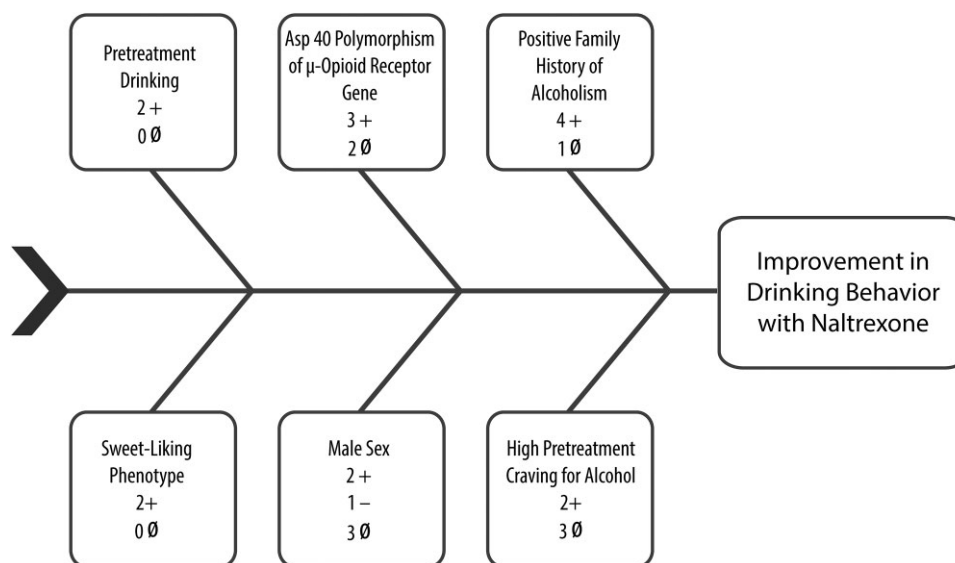 Pretreatment
Drinking
2 +
0 Ø
Asp 40 Polymorphism
of μ-Opioid Receptor
Gene
3 +
2 Ø
Positive Family
History of
Alcoholism
4 +
1 Ø
Improvement in
Drinking Behavior
with Naltrexone
Sweet-Liking
Phenotype
2+
0 Ø
Male Sex
2 +
1 –
3 Ø
High Pretreatment
Craving for Alcohol
2+
3 Ø